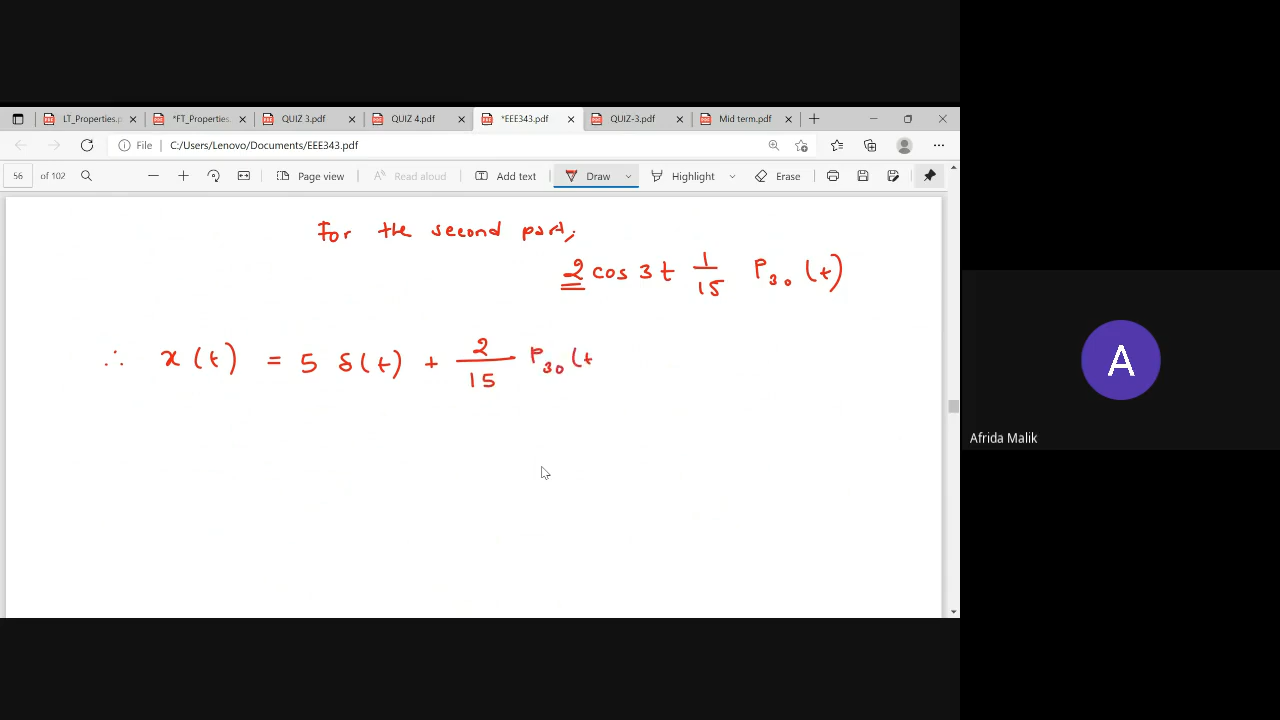 LT_Properties.p
*FT_Properties.
QUIZ 3.pdf
QUIZ 4.pdf
*EEE343.pdf
QUIZ-3.pdf
Mid term.pdf
File C:/Users/Lenovo/Documents/EEE343.pdf
56 of 102 Page view Read aloud Add text Draw Highlight Erase
For the second part,
2 cos 3t 1/15 P₃₀ (t)
∴ x(t) = 5 δ(t) + 2/15 P₃₀ (t
A
Afrida Malik